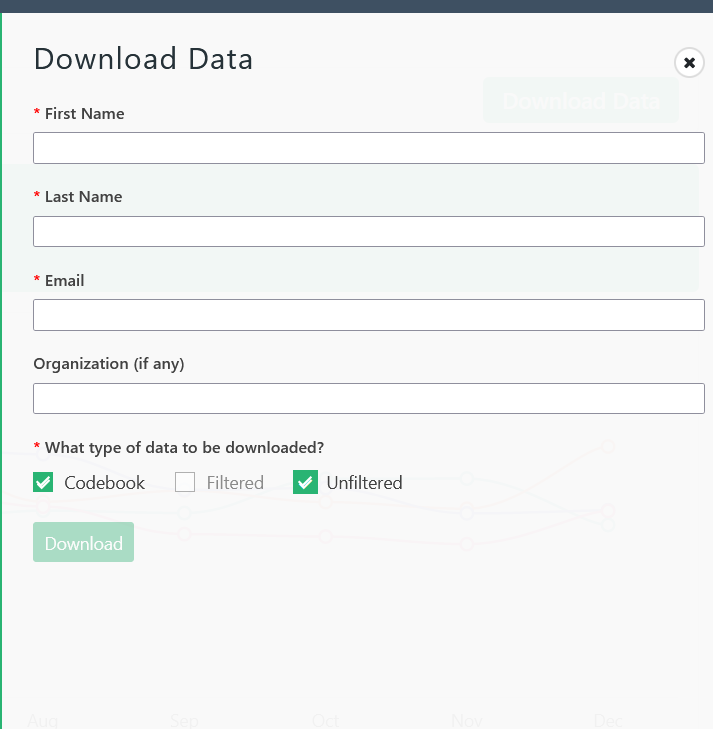 Download Data
Download Data
* First Name
* Last Name
* Email
Organization (if any)
* What type of data to be downloaded?
Codebook Filtered Unfiltered
Download
Aug Sep Oct Nov Dec